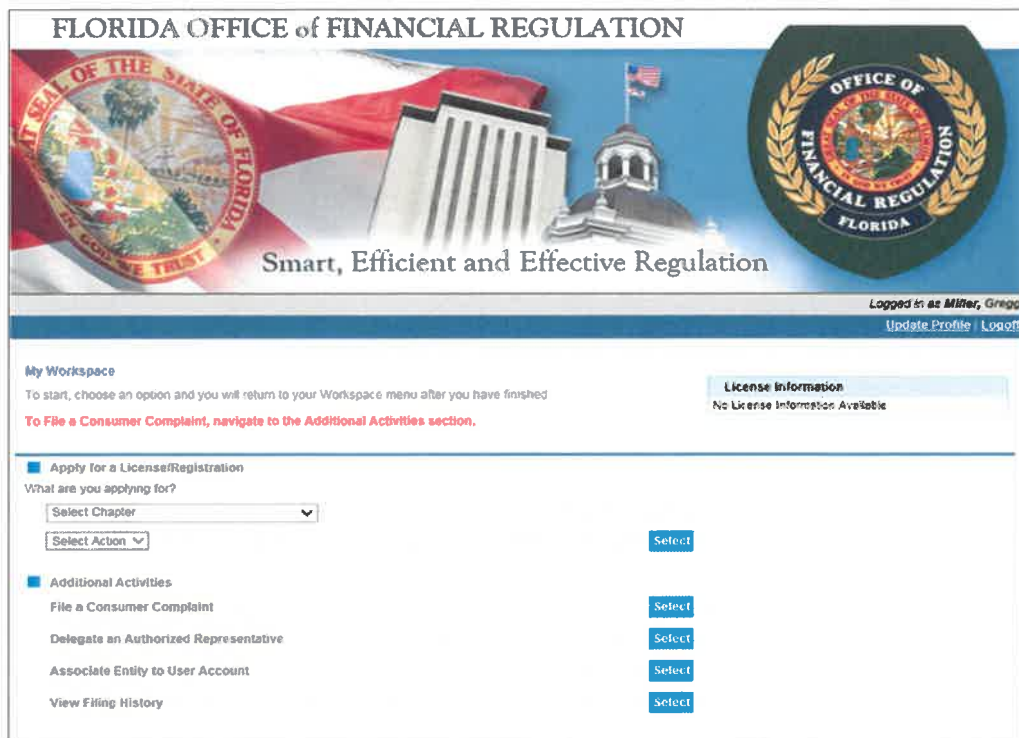 FLORIDA OFFICE of FINANCIAL REGULATION
SEAL OF THE STATE OF FLORIDA
IN GOD WE TRUST
OFFICE OF
FINANCIAL REGULATION
FLORIDA
Smart, Efficient and Effective Regulation
Logged in as Miller, Gregg
Update Profile | Logoff
My Workspace
To start, choose an option and you will return to your Workspace menu after you have finished
License Information
No License Information Available
To File a Consumer Complaint, navigate to the Additional Activities section.
Apply for a License/Registration
What are you applying for?
Select Chapter
Select Action
Select
Additional Activities
File a Consumer Complaint
Select
Delegate an Authorized Representative
Select
Associate Entity to User Account
Select
View Filing History
Select